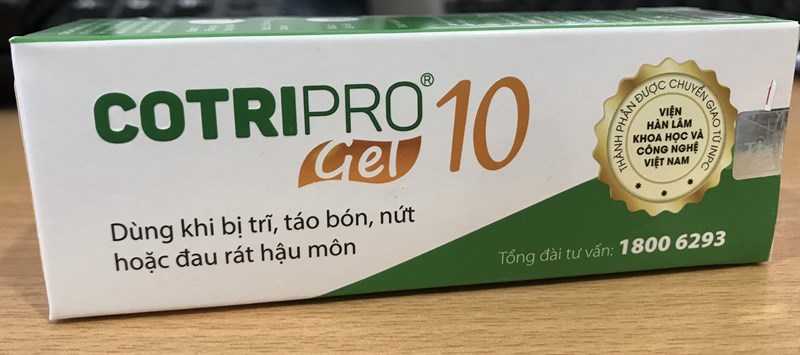 COTRIPRO®
Gel 10
Dùng khi bị trĩ, táo bón, nứt
hoặc đau rát hậu môn
THÀNH PHẦN ĐƯỢC CHUYỂN GIAO TỪ INPC
VIỆN
HÀN LÂM
KHOA HỌC VÀ
CÔNG NGHỆ
VIỆT NAM
Tổng đài tư vấn: 1800 6293